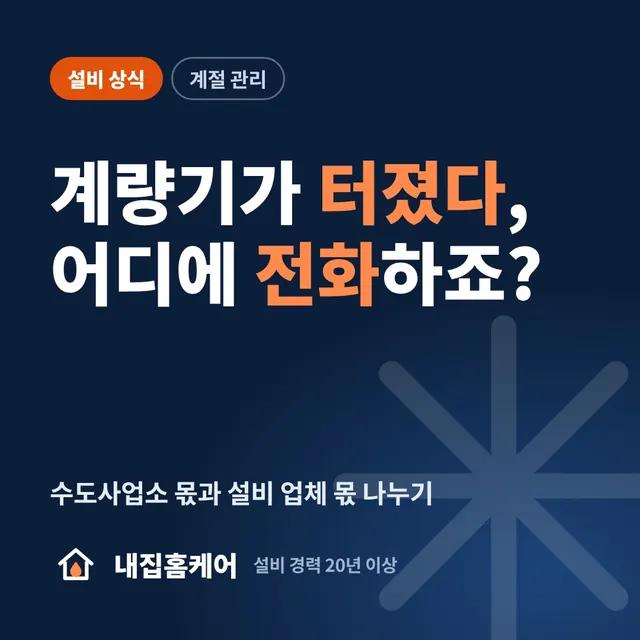 설비 상식
계절 관리
계량기가 터졌다,
어디에 전화하죠?
수도사업소 몫과 설비 업체 몫 나누기
내집홈케어 설비 경력 20년 이상